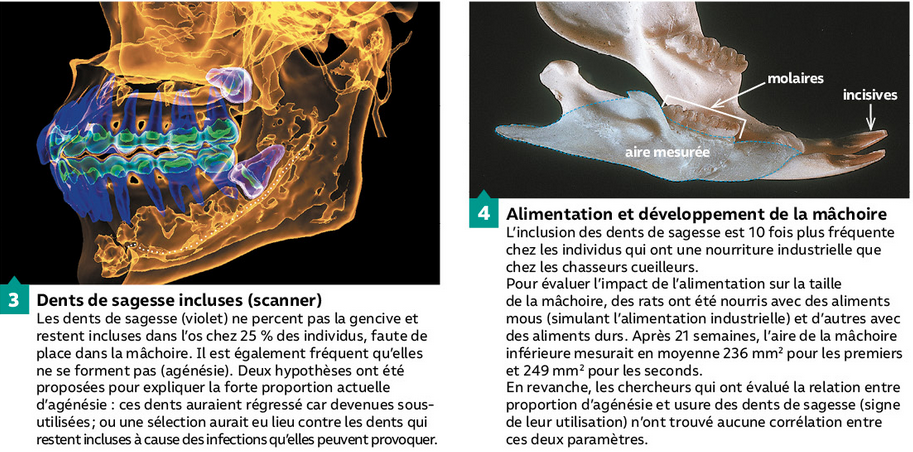 3 Dents de sagesse incluses (scanner)
Les dents de sagesse (violet) ne percent pas la gencive et
restent incluses dans l'os chez 25 % des individus, faute de
place dans la mâchoire. Il est également fréquent qu'elles
ne se forment pas (agénésie). Deux hypothèses ont été
proposées pour expliquer la forte proportion actuelle
d'agénésie : ces dents auraient régressé car devenues sous-
utilisées ; ou une sélection aurait eu lieu contre les dents qui
restent incluses à cause des infections qu'elles peuvent provoquer.
molaires
incisives
aire mesurée
4 Alimentation et développement de la mâchoire
L'inclusion des dents de sagesse est 10 fois plus fréquente
chez les individus qui ont une nourriture industrielle que
chez les chasseurs cueilleurs.
Pour évaluer l'impact de l'alimentation sur la taille
de la mâchoire, des rats ont été nourris avec des aliments
mous (simulant l'alimentation industrielle) et d'autres avec
des aliments durs. Après 21 semaines, l'aire de la mâchoire
inférieure mesurait en moyenne 236 mm² pour les premiers
et 249 mm² pour les seconds.
En revanche, les chercheurs qui ont évalué la relation entre
proportion d'agénésie et usure des dents de sagesse (signe
de leur utilisation) n'ont trouvé aucune corrélation entre
ces deux paramètres.